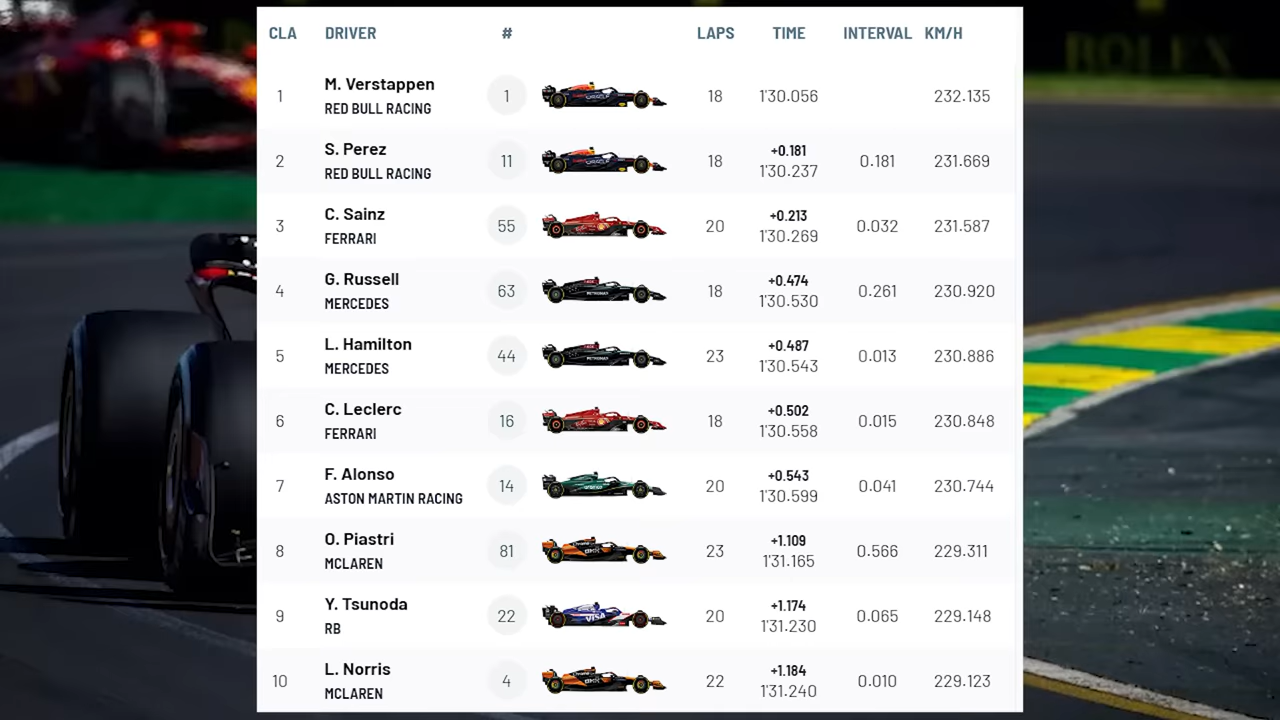 ROLEX
CLA DRIVER # LAPS TIME INTERVAL KM/H
1 M. Verstappen 1 18 1'30.056 232.135
RED BULL RACING
2 S. Perez 11 18 +0.181 1'30.237 0.181 231.669
RED BULL RACING
3 C. Sainz 55 20 +0.213 1'30.269 0.032 231.587
FERRARI
4 G. Russell 63 18 +0.474 1'30.530 0.261 230.920
MERCEDES
5 L. Hamilton 44 23 +0.487 1'30.543 0.013 230.886
MERCEDES
6 C. Leclerc 16 18 +0.502 1'30.558 0.015 230.848
FERRARI
7 F. Alonso 14 20 +0.543 1'30.599 0.041 230.744
ASTON MARTIN RACING
8 O. Piastri 81 23 +1.109 1'31.165 0.566 229.311
MCLAREN
9 Y. Tsunoda 22 20 +1.174 1'31.230 0.065 229.148
RB
VISA
10 L. Norris 4 22 +1.184 1'31.240 0.010 229.123
MCLAREN